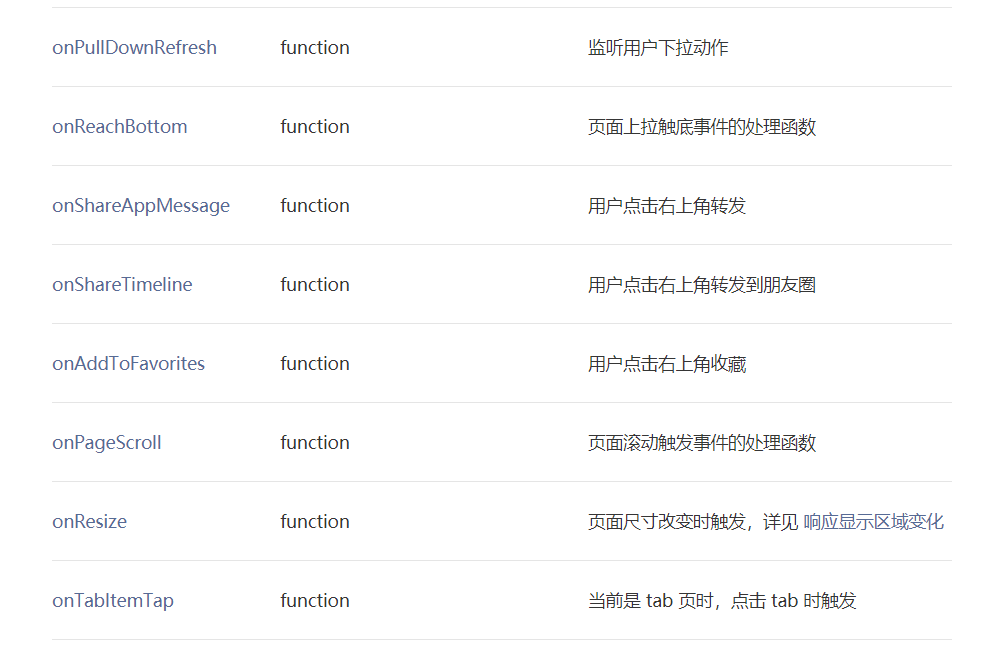 onPullDownRefresh function 监听用户下拉动作
onReachBottom function 页面上拉触底事件的处理函数
onShareAppMessage function 用户点击右上角转发
onShareTimeline function 用户点击右上角转发到朋友圈
onAddToFavorites function 用户点击右上角收藏
onPageScroll function 页面滚动触发事件的处理函数
onResize function 页面尺寸改变时触发，详见 响应显示区域变化
onTabItemTap function 当前是 tab 页时，点击 tab 时触发